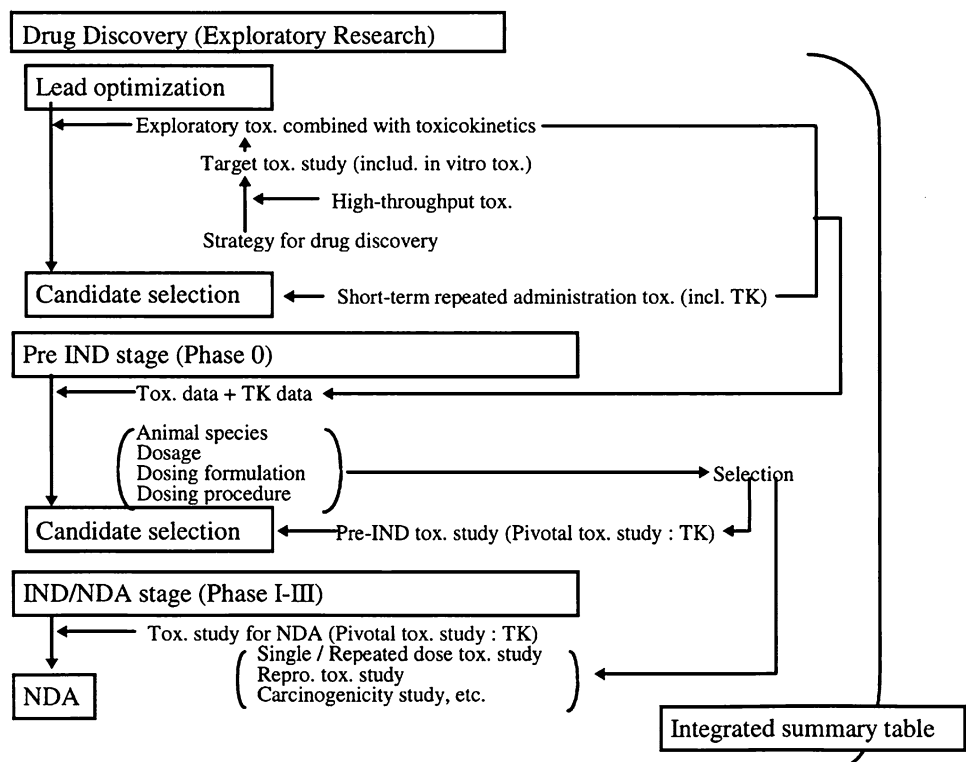 Drug Discovery (Exploratory Research)
Lead optimization
Exploratory tox. combined with toxicokinetics
Target tox. study (includ. in vitro tox.)
High-throughput tox.
Strategy for drug discovery
Candidate selection
Short-term repeated administration tox. (incl. TK)
Pre IND stage (Phase 0)
Tox. data + TK data
Animal species
Dosage
Dosing formulation
Dosing procedure
Selection
Candidate selection
Pre-IND tox. study (Pivotal tox. study : TK)
IND/NDA stage (Phase I-III)
Tox. study for NDA (Pivotal tox. study : TK)
Single / Repeated dose tox. study
Repro. tox. study
Carcinogenicity study, etc.
NDA
Integrated summary table